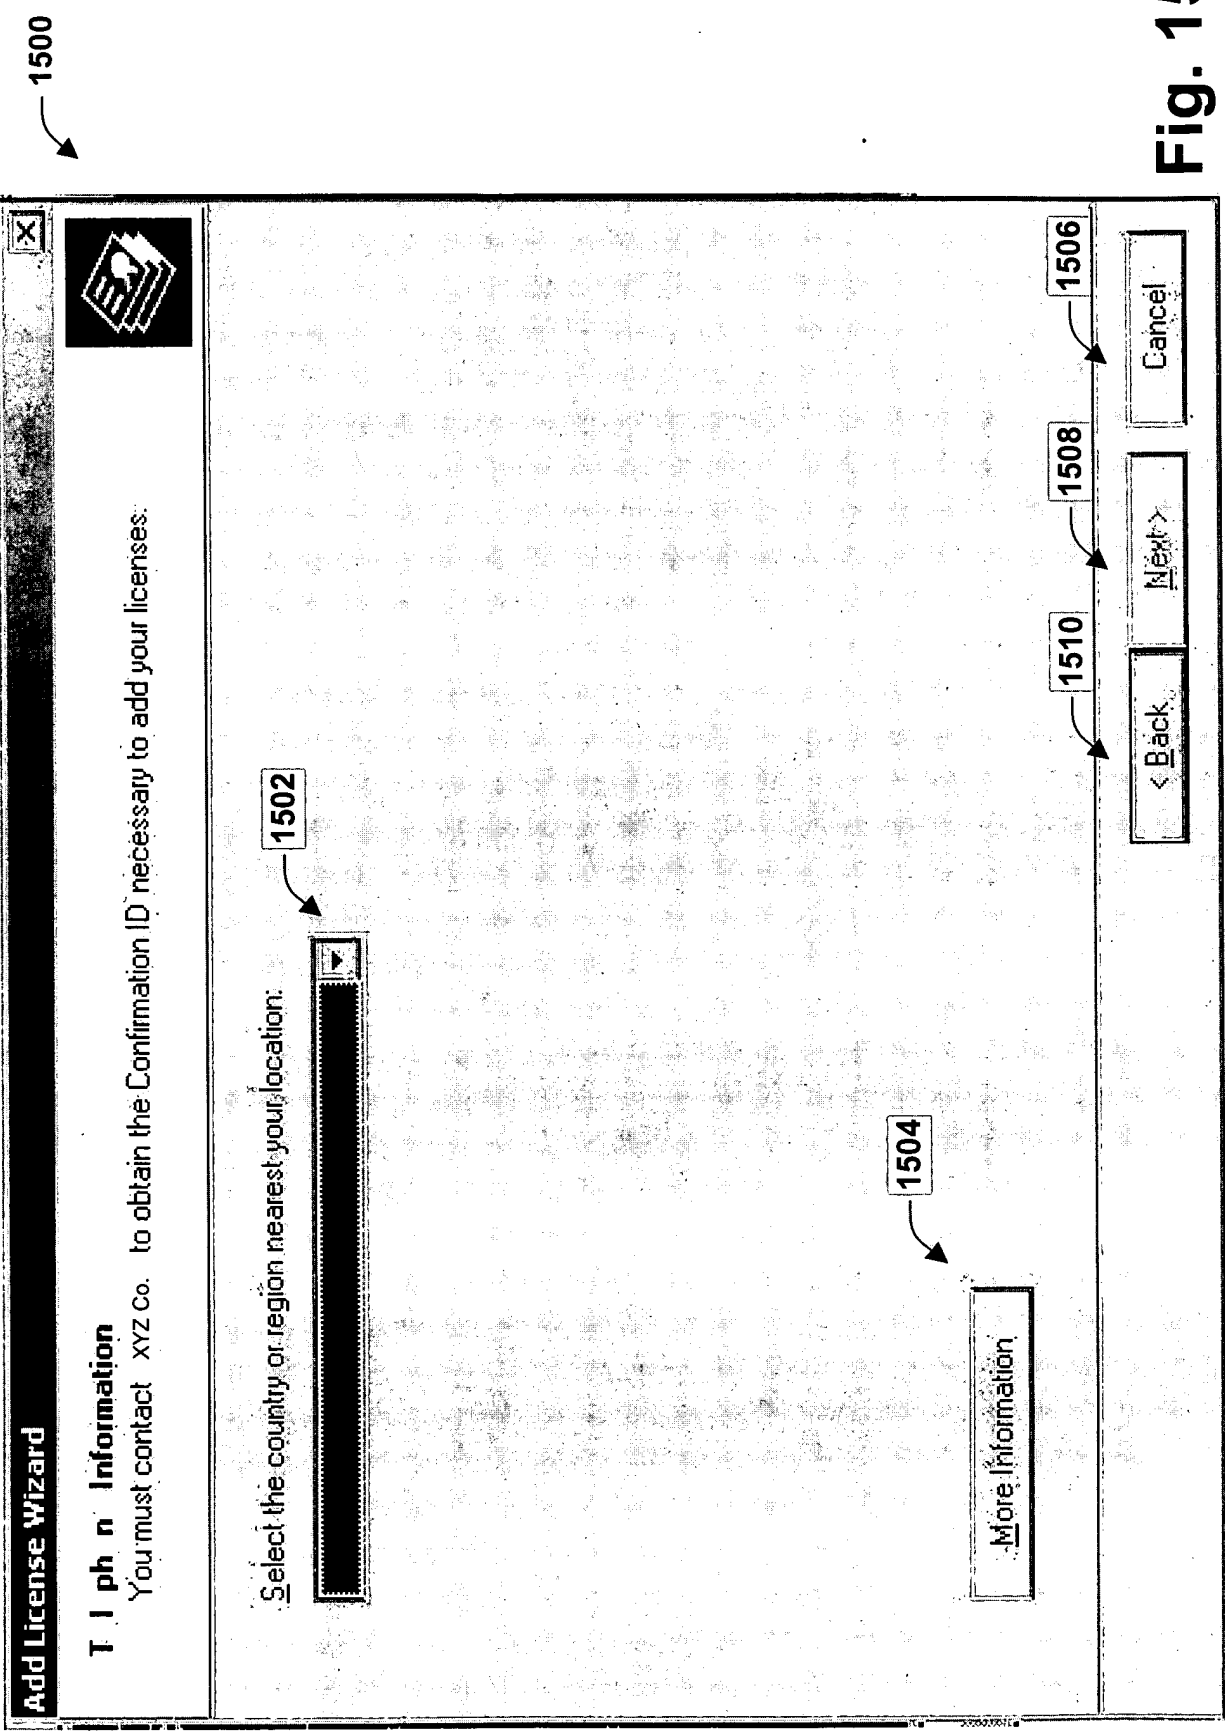 1500
Add License Wizard
T l ph n Information
You must contact XYZ Co. to obtain the Confirmation ID necessary to add your licenses:
Select the country or region nearest your location:
1502
1504
More Information
1510
1508
1506
< Back
Next >
Cancel
Fig. 15